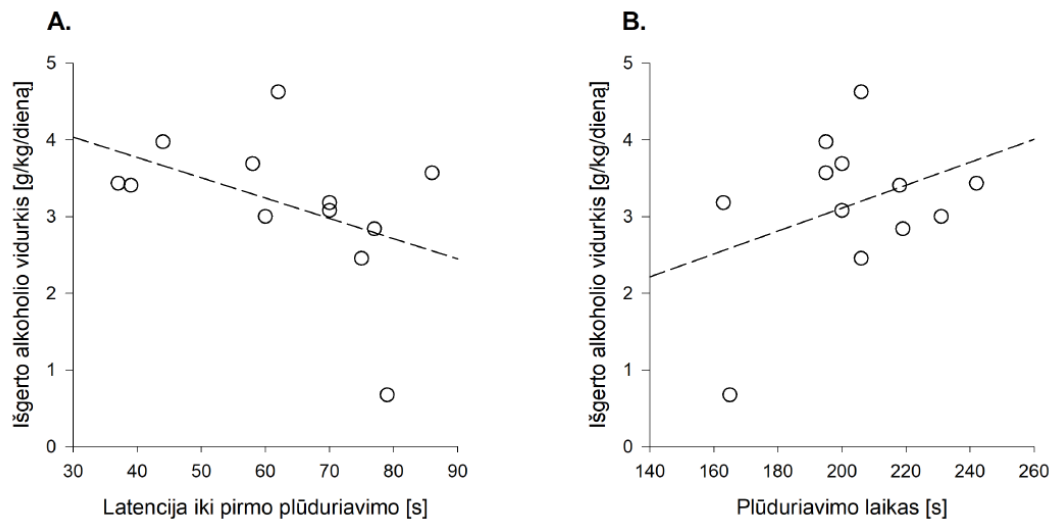 A.
Išgerto alkoholio vidurkis [g/kg/dieną]
5
4
3
2
1
0
30 40 50 60 70 80 90
Latencija iki pirmo plūduriavimo [s]
B.
Išgerto alkoholio vidurkis [g/kg/dieną]
5
4
3
2
1
0
140 160 180 200 220 240 260
Plūduriavimo laikas [s]